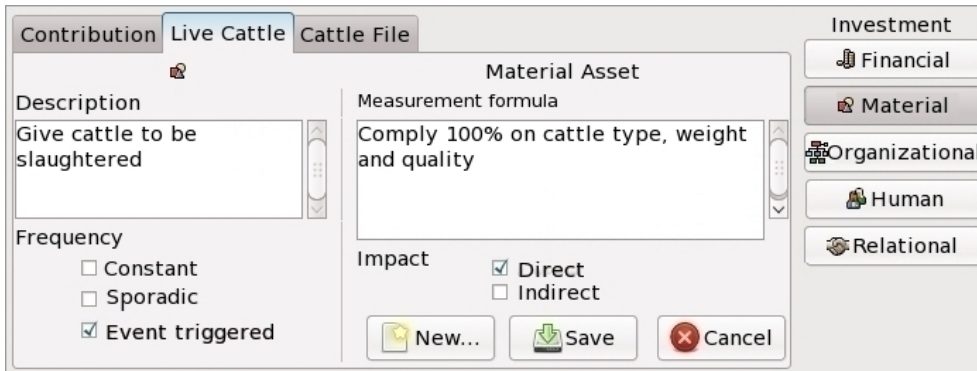 Contribution Live Cattle Cattle File
Material Asset
Description
Give cattle to be
slaughtered
Measurement formula
Comply 100% on cattle type, weight
and quality
Frequency
Constant
Sporadic
Event triggered
Impact
Direct
Indirect
New... Save Cancel
Investment
Financial
Material
Organizational
Human
Relational